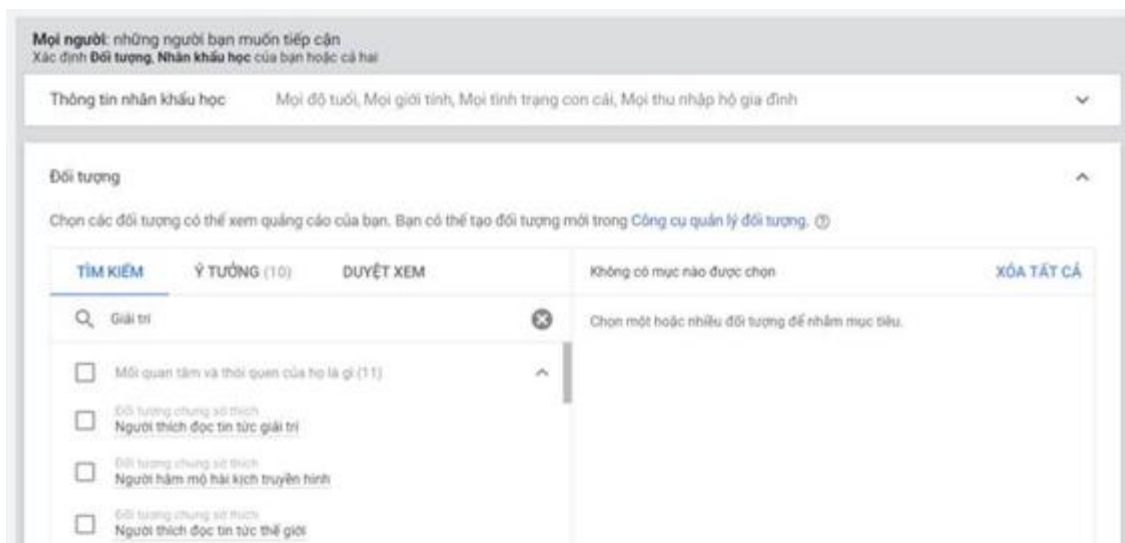 Mọi người: những người bạn muốn tiếp cận
Xác định Đối tượng, Nhân khẩu học của bạn hoặc cả hai
Thông tin nhân khẩu học Mọi độ tuổi, Mọi giới tính, Mọi tình trạng con cái, Mọi thu nhập hộ gia đình
Đối tượng
Chọn các đối tượng có thể xem quảng cáo của bạn. Bạn có thể tạo đối tượng mới trong Công cụ quản lý đối tượng.
TÌM KIẾM Ý TƯỞNG (10) DUYỆT XEM Không có mục nào được chọn XÓA TẤT CẢ
Giải trí Chọn một hoặc nhiều đối tượng để nhắm mục tiêu.
Mối quan tâm và thói quen của họ là gì (11)
Đối tượng chung sở thích
Người thích đọc tin tức giải trí
Đối tượng chung sở thích
Người hâm mộ hài kịch truyền hình
Đối tượng chung sở thích
Người thích đọc tin tức thế giới